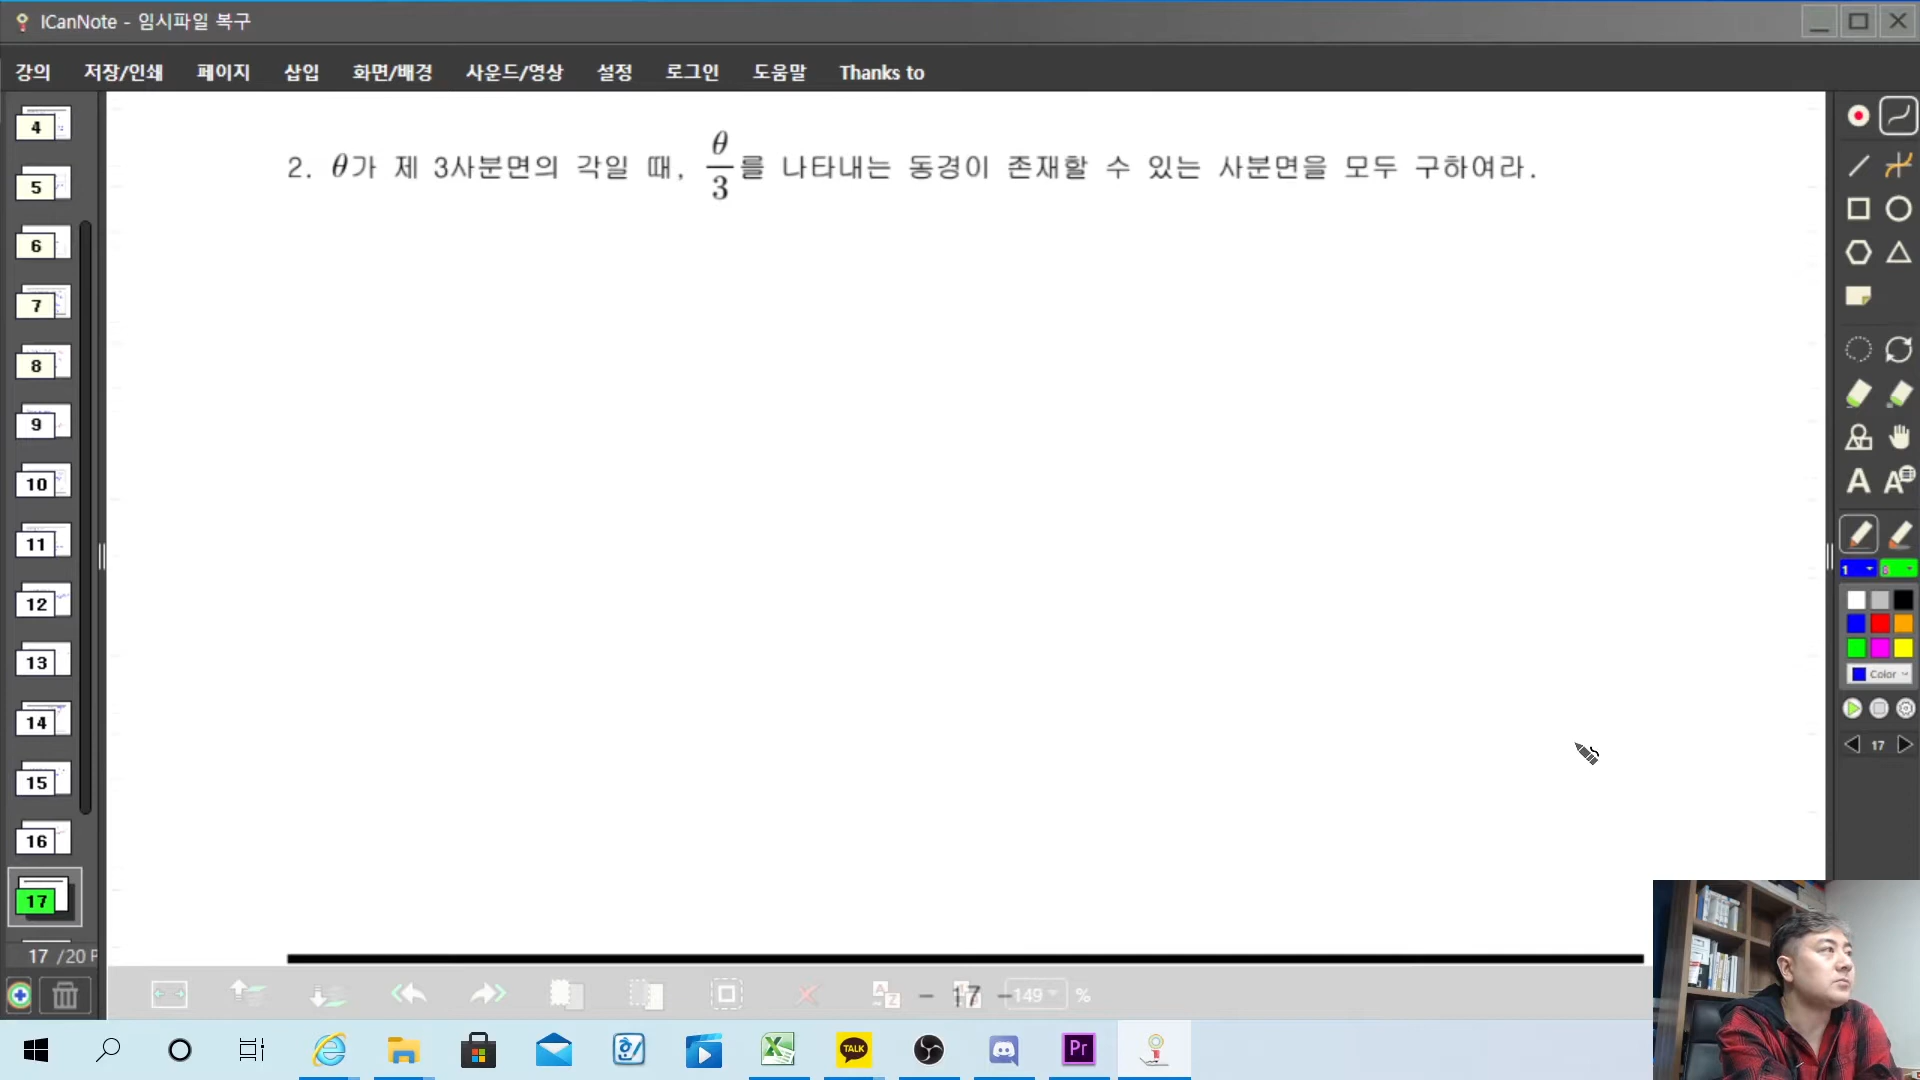 ICanNote - 임시파일 복구
강의 저장/인쇄 페이지 삽입 화면/배경 사운드/영상 설정 로그인 도움말 Thanks to
4
5
6
7
8
9
10
11
12
13
14
15
16
17
17 /20 P
2. θ가 제 3사분면의 각일 때, θ/3를 나타내는 동경이 존재할 수 있는 사분면을 모두 구하여라.
- 17 -
149 %
A
A
1
Color
17
A
Z
TALK
Pr